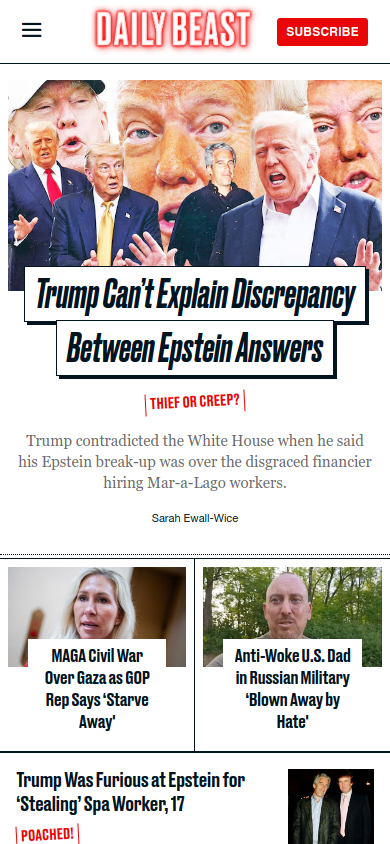 DAILY BEAST
SUBSCRIBE
Trump Can't Explain Discrepancy
Between Epstein Answers
THIEF OR CREEP?
Trump contradicted the White House when he said
his Epstein break-up was over the disgraced financier
hiring Mar-a-Lago workers.
Sarah Ewall-Wice
MAGA Civil War
Over Gaza as GOP
Rep Says ‘Starve
Away'
Anti-Woke U.S. Dad
in Russian Military
‘Blown Away by
Hate'
Trump Was Furious at Epstein for
‘Stealing’ Spa Worker, 17
POACHED!